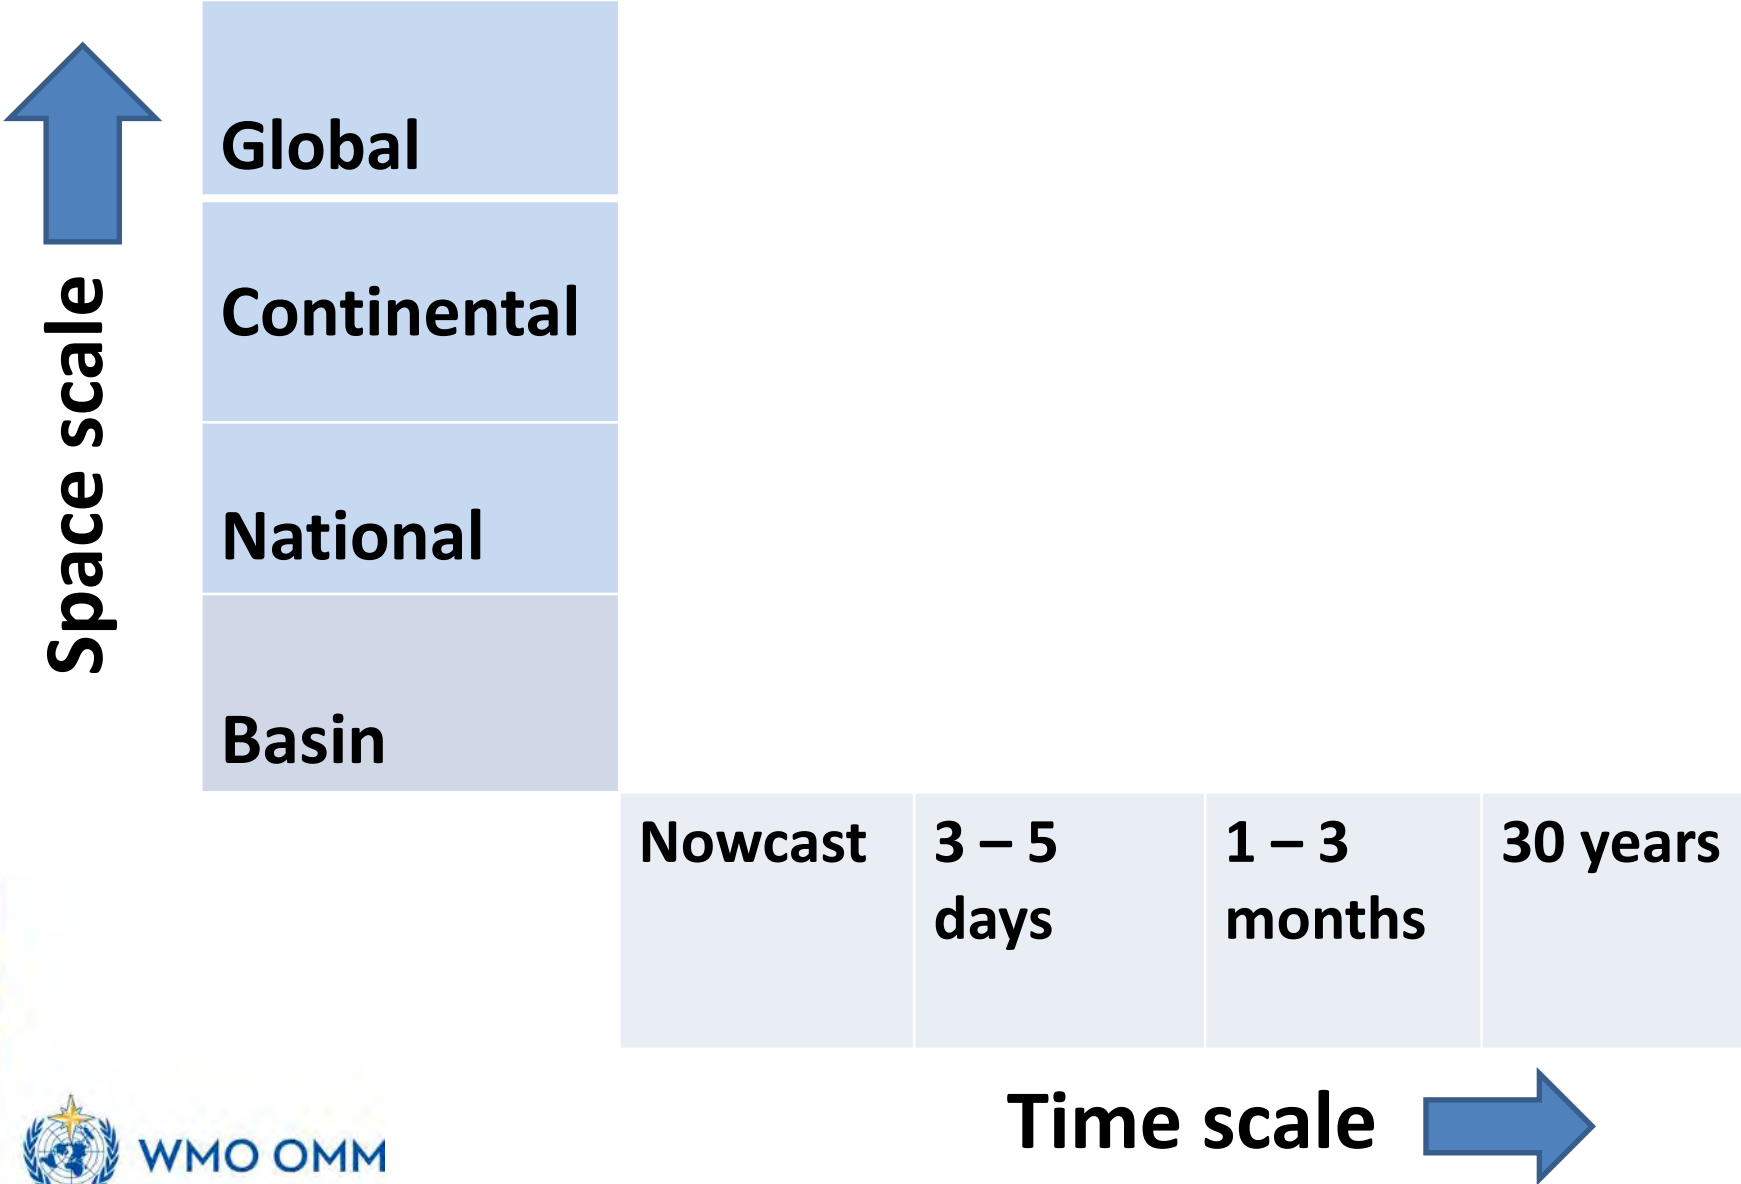 Space scale
Global
Continental
National
Basin
Nowcast
3 – 5
days
1 – 3
months
30 years
Time scale
WMO OMM